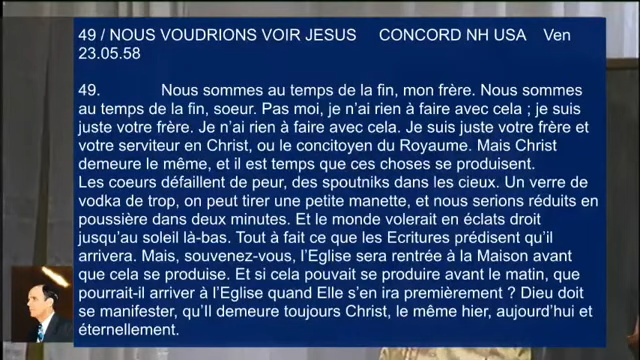 49 / NOUS VOUDRIONS VOIR JESUS CONCORD NH USA Ven
23.05.58
49. Nous sommes au temps de la fin, mon frère. Nous sommes
au temps de la fin, soeur. Pas moi, je n'ai rien à faire avec cela ; je suis
juste votre frère. Je n'ai rien à faire avec cela. Je suis juste votre frère et
votre serviteur en Christ, ou le concitoyen du Royaume. Mais Christ
demeure le même, et il est temps que ces choses se produisent.
Les coeurs défaillent de peur, des spoutniks dans les cieux. Un verre de
vodka de trop, on peut tirer une petite manette, et nous serions réduits en
poussière dans deux minutes. Et le monde volerait en éclats droit
jusqu'au soleil là-bas. Tout à fait ce que les Ecritures prédisent qu'il
arrivera. Mais, souvenez-vous, l'Eglise sera rentrée à la Maison avant
que cela se produise. Et si cela pouvait se produire avant le matin, que
pourrait-il arriver à l'Eglise quand Elle s'en ira premièrement ? Dieu doit
se manifester, qu'Il demeure toujours Christ, le même hier, aujourd'hui et
éternellement.